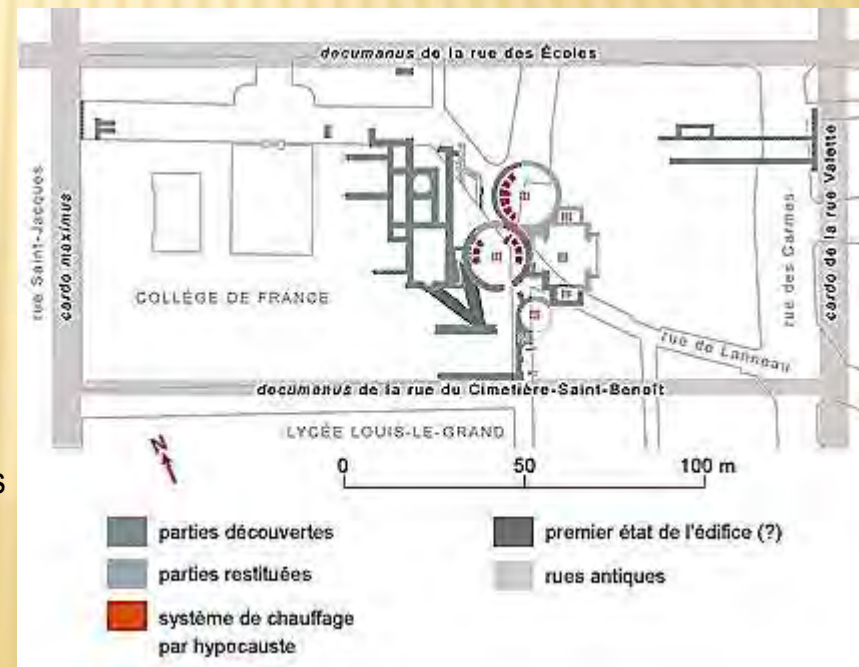 documanus de la rue des Écoles
rue Saint-Jacques
cardo maximus
COLLÈGE DE FRANCE
rue des Carmes
cardo de la rue Valette
rue de Lanneau
documanus de la rue du Cimetière-Saint-Benoît
LYCÉE LOUIS-LE-GRAND
N
0 50 100 m
s
parties découvertes
parties restituées
système de chauffage
par hypocauste
premier état de l'édifice (?)
rues antiques